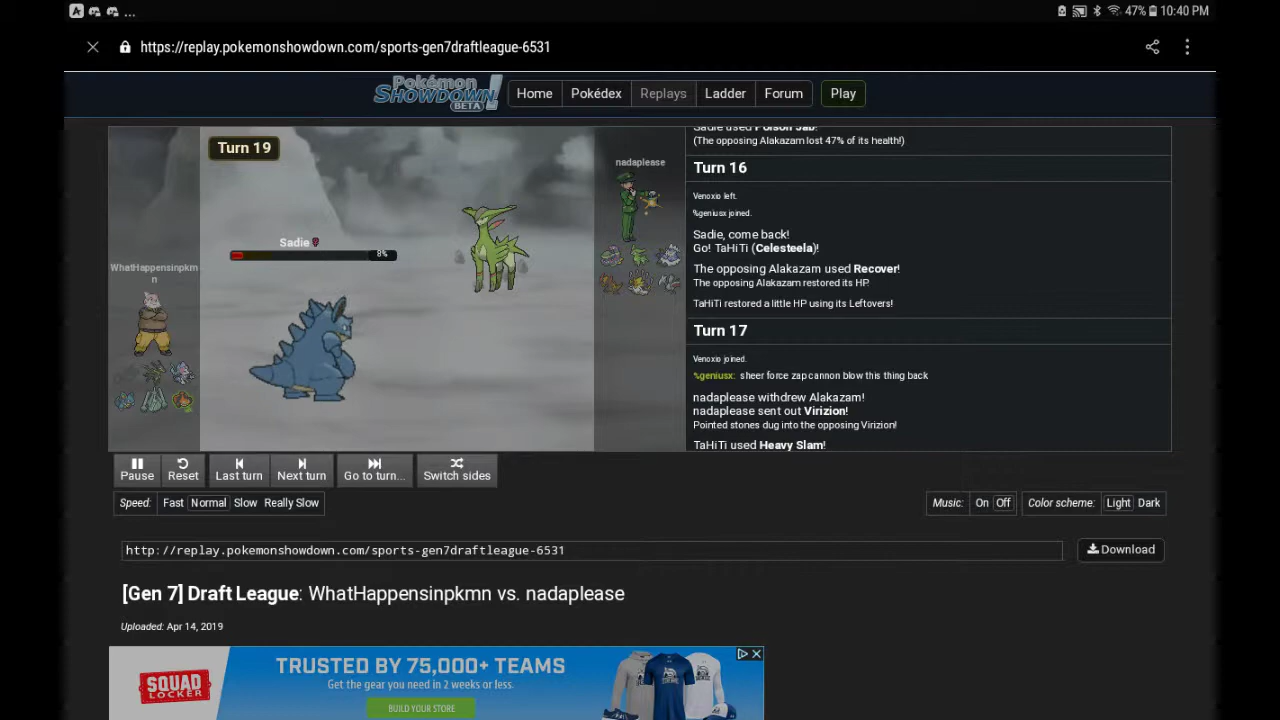 47% 10:40 PM
https://replay.pokemonshowdown.com/sports-gen7draftleague-6531
Pokémon
SHOWDOWN!
BETA
Home
Pokédex
Replays
Ladder
Forum
Play
Turn 19
nadaplease
WhatHappensinpkm
n
Sadie
8%
Sadie used Poison Jab!
(The opposing Alakazam lost 47% of its health!)
Turn 16
Venoxio left.
%geniusx joined.
Sadie, come back!
Go! TaHiTi (Celesteela)!
The opposing Alakazam used Recover!
The opposing Alakazam restored its HP.
TaHiTi restored a little HP using its Leftovers!
Turn 17
Venoxio joined.
%geniusx: sheer force zap cannon blow this thing back
nadaplease withdrew Alakazam!
nadaplease sent out Virizion!
Pointed stones dug into the opposing Virizion!
TaHiTi used Heavy Slam!
Pause
Reset
Last turn
Next turn
Go to turn...
Switch sides
Speed: Fast Normal Slow Really Slow
Music: On Off
Color scheme: Light Dark
http://replay.pokemonshowdown.com/sports-gen7draftleague-6531
Download
[Gen 7] Draft League: WhatHappensinpkmn vs. nadaplease
Uploaded: Apr 14, 2019
SQUAD
LOCKER
TRUSTED BY 75,000+ TEAMS
Get the gear you need in 2 weeks or less.
BUILD YOUR STORE